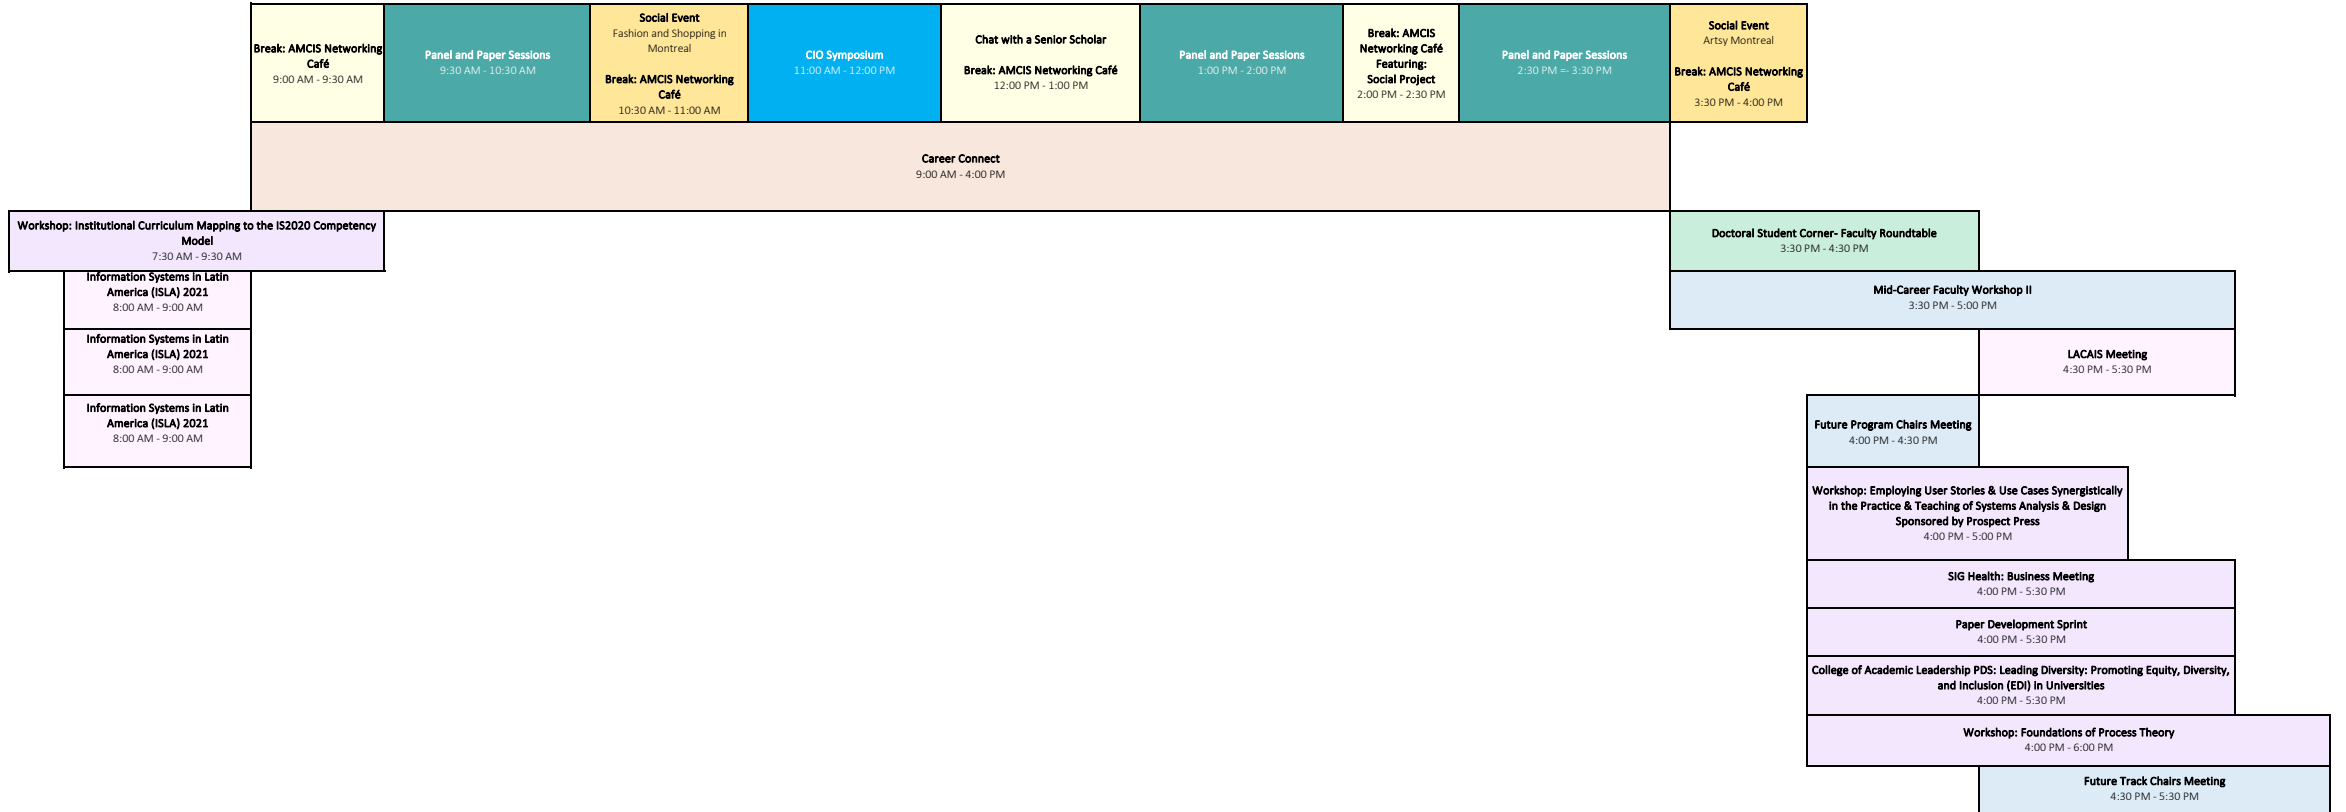 Break: AMCIS Networking
Café
9:00 AM - 9:30 AM
Panel and Paper Sessions
9:30 AM - 10:30 AM
Social Event
Fashion and Shopping in
Montreal
Break: AMCIS Networking
Café
10:30 AM - 11:00 AM
CIO Symposium
11:00 AM - 12:00 PM
Chat with a Senior Scholar
Break: AMCIS Networking Café
12:00 PM - 1:00 PM
Panel and Paper Sessions
1:00 PM - 2:00 PM
Break: AMCIS
Networking Café
Featuring:
Social Project
2:00 PM - 2:30 PM
Panel and Paper Sessions
2:30 PM =- 3:30 PM
Social Event
Artsy Montreal
Break: AMCIS Networking
Café
3:30 PM - 4:00 PM
Career Connect
9:00 AM - 4:00 PM
Workshop: Institutional Curriculum Mapping to the IS2020 Competency
Model
7:30 AM - 9:30 AM
Doctoral Student Corner- Faculty Roundtable
3:30 PM - 4:30 PM
Information Systems in Latin
America (ISLA) 2021
8:00 AM - 9:00 AM
Mid-Career Faculty Workshop II
3:30 PM - 5:00 PM
Information Systems in Latin
America (ISLA) 2021
8:00 AM - 9:00 AM
LACAIS Meeting
4:30 PM - 5:30 PM
Information Systems in Latin
America (ISLA) 2021
8:00 AM - 9:00 AM
Future Program Chairs Meeting
4:00 PM - 4:30 PM
Workshop: Employing User Stories & Use Cases Synergistically
in the Practice & Teaching of Systems Analysis & Design
Sponsored by Prospect Press
4:00 PM - 5:00 PM
SIG Health: Business Meeting
4:00 PM - 5:30 PM
Paper Development Sprint
4:00 PM - 5:30 PM
College of Academic Leadership PDS: Leading Diversity: Promoting Equity, Diversity,
and Inclusion (EDI) in Universities
4:00 PM - 5:30 PM
Workshop: Foundations of Process Theory
4:00 PM - 6:00 PM
Future Track Chairs Meeting
4:30 PM - 5:30 PM